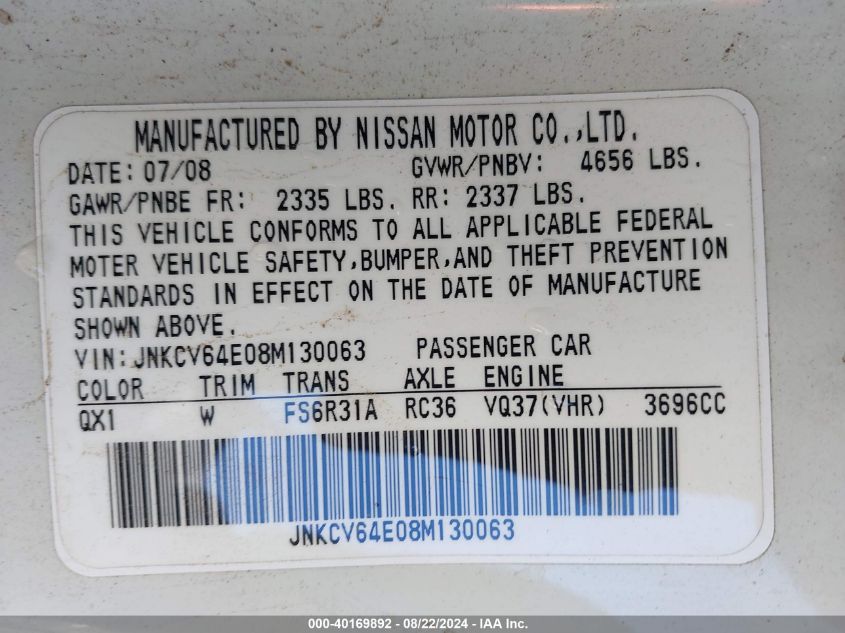 MANUFACTURED BY NISSAN MOTOR CO.,LTD.
DATE: 07/08 GVWR/PNBV: 4656 LBS.
GAWR/PNBE FR: 2335 LBS. RR: 2337 LBS.
THIS VEHICLE CONFORMS TO ALL APPLICABLE FEDERAL
MOTER VEHICLE SAFETY,BUMPER,AND THEFT PREVENTION
STANDARDS IN EFFECT ON THE DATE OF MANUFACTURE
SHOWN ABOVE.
VIN:JNKCV64E08M130063 PASSENGER CAR
COLOR TRIM TRANS AXLE ENGINE
QX1 W FS6R31A RC36 VQ37(VHR) 3696CC
JNKCV64E08M130063
000-40169892 - 08/22/2024 - IAA Inc.